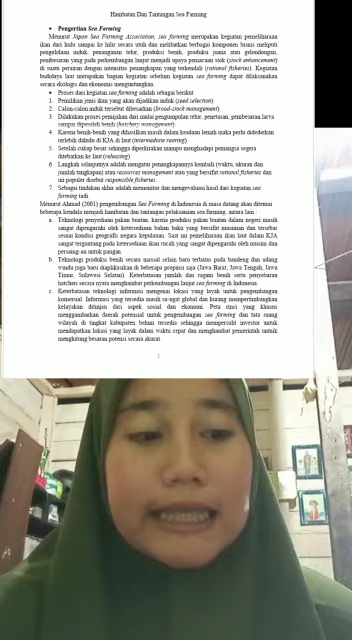 Hambatan Dan Tantangan Sea Farming
• Pengertian Sea Farming
Menurut Japan Sea Farming Association, sea farming merupakan kegiatan pemeliharaan
ikan dari hulu sampai ke hilir secara utuh dan melibatkan berbagai komponen bisnis meliputi
pengelolaan induk, penanganan telur, produksi benih, produksi juana atau gelondongan,
pembesaran yang pada perkembangan lanjut menjadi upaya pemacuan stok (stock enhancement)
di suatu perairan dengan intensitas penangkapan yang terkendali (rational fisheries). Kegiatan
budidaya laut merupakan bagian kegiatan sebelum kegiatan sea farming dapat dilaksanakan
secara ekologis dan ekonomis menguntungkan.
• Proses dari kegiatan sea farming adalah sebagai berikut
1. Pemilihan jenis ikan yang akan dijadikan untuk (seed selection)
2. Calon-calon induk tersebut dibesarkan (brood-stock management)
3. Dilakukan proses pemijahan dari mulai pengumpulan telur, penetasan, pembesaran larva
sampai diperoleh benih (hatchery management)
4. Karena benih-benih yang dihasilkan masih dalam keadaan lemah maka perlu didederkan
terlebih dahulu di KJA di laut (intermediate rearing)
5. Setelah cukup besar sehingga diperkirakan mampu menghadapi pemangsa segera
ditebarkan ke laut (releasing)
6. Langkah selanjutnya adalah mengatur penangkapannya kembali (waktu, ukuran dan
jumlah tangkapan) atau resources management atau yang bersifat rational fisheries dan
ini populer disebut responsible fisheries.
7. Sebagai tindakan akhir adalah memonitor dan mengevaluasi hasil dari kegiatan sea
farming tadi.
Menurut Ahmad (2001) pengembangan Sea Farming di Indonesia di masa datang akan ditemui
beberapa kendala menjadi hambatan dan tantangan pelaksanaan sea farming, antara lain :
a. Teknologi penyediaan pakan buatan, karena produksi pakan buatan dalam negeri masih
sangat dipengaruhi oleh ketersediaan bahan baku yang bersifat musiman dan tersebar
sesuai kondisi geografis negara kepulauan. Saat ini pemeliharaan ikan laut dalam KJA
sangat tergantung pada ketersediaan ikan rucah yang sangat dipengaruhi oleh musim dan
persaingan untuk pangan
b. Teknologi produksi benih secara massal selain baru terbatas pada bandeng dan udang
windu juga baru diaplikasikan di beberapa propinsi saja (Jawa Barat, Jawa Tengah, Jawa
Timur, Sulawesi Selatan). Keterbatasan jumlah dan ragam benih serta penyebaran
hatcheri secara nyata menghambat perkembangan lanjut sea farming di Indonesia.
c. Keterbatasan teknologi informasi mengenai lokasi yang layak untuk pengembangan
komersial. Informasi yang tersedia masih sangat global dan kurang mempertimbangkan
kelayakan ditinjau dari aspek sosial dan ekonomi. Peta rinci yang khusus
menggambarkan daerah potensial untuk pengembangan sea farming dan tata ruang
wilayah di tingkat kabupaten belum tersedia sehingga mempersulit investor untuk
mendapatkan lokasi yang layak dalam waktu cepat dan menghambat pemerintah untuk
menghitung besaran potensi secara akurat.
1